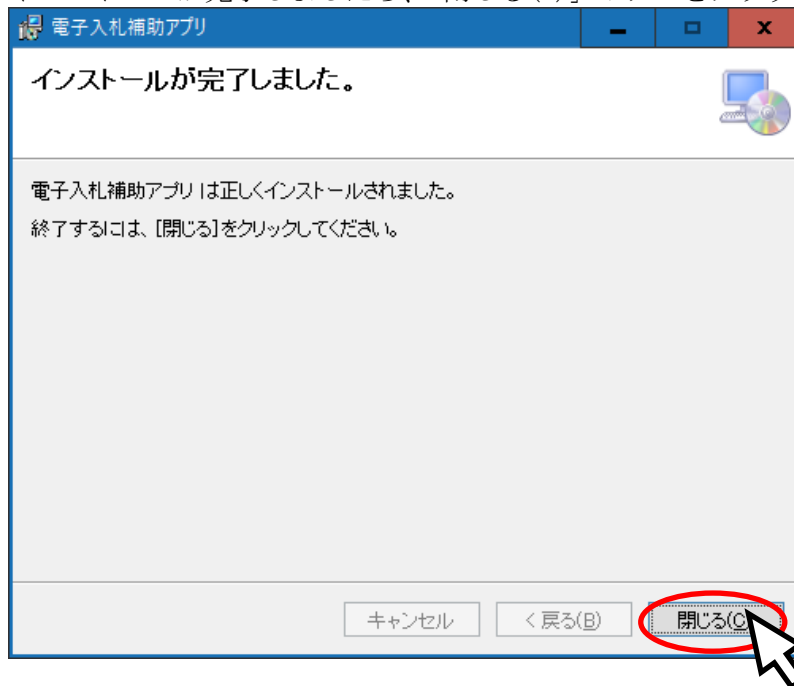 電子入札補助アプリ
インストールが完了しました。
電子入札補助アプリ は正しくインストールされました。
終了するには、[閉じる]をクリックしてください。
キャンセル
< 戻る(B)
閉じる(C)